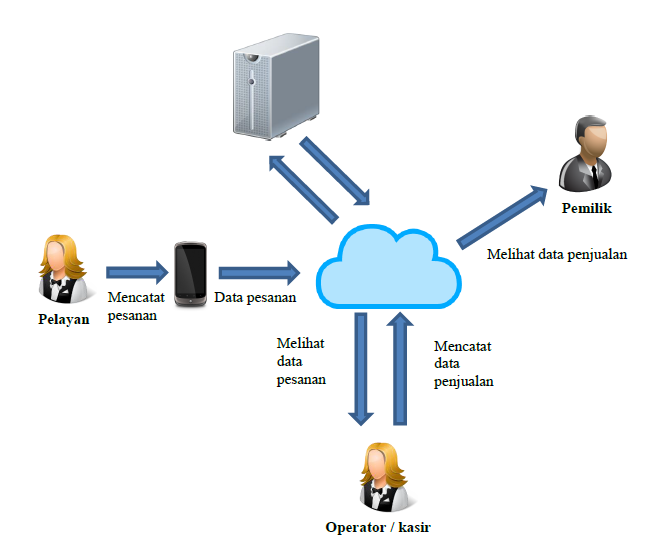 Pemilik
Melihat data penjualan
Pelayan
Mencatat
pesanan
Data pesanan
Melihat
data
pesanan
Mencatat
data
penjualan
Operator / kasir